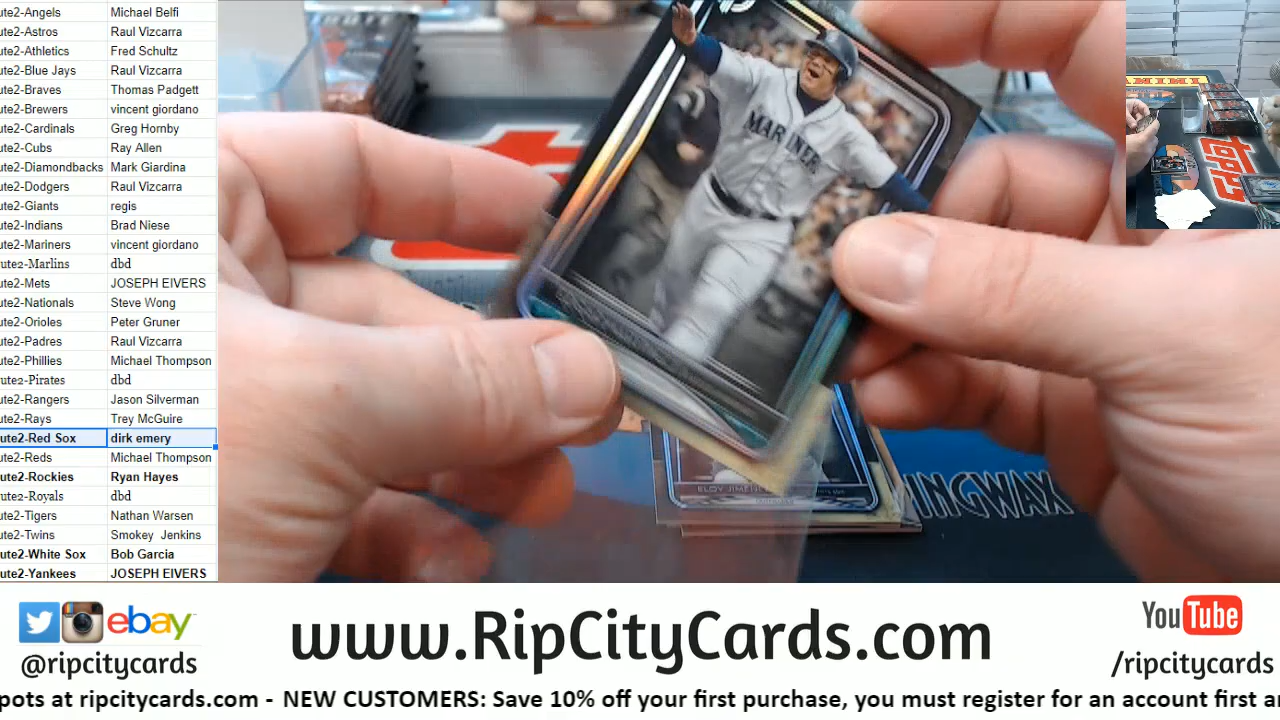 ute2-Angels Michael Belfi
ute2-Astros Raul Vizcarra
ute2-Athletics Fred Schultz
ute2-Blue Jays Raul Vizcarra
ute2-Braves Thomas Padgett
ute2-Brewers vincent giordano
ute2-Cardinals Greg Hornby
ute2-Cubs Ray Allen
ute2-Diamondbacks Mark Giardina
ute2-Dodgers Raul Vizcarra
ute2-Giants regis
ute2-Indians Brad Niese
ute2-Mariners vincent giordano
ute2-Marlins dbd
ute2-Mets JOSEPH EIVERS
ute2-Nationals Steve Wong
ute2-Orioles Peter Gruner
ute2-Padres Raul Vizcarra
ute2-Phillies Michael Thompson
ute2-Pirates dbd
ute2-Rangers Jason Silverman
ute2-Rays Trey McGuire
ute2-Red Sox dirk emery
ute2-Reds Michael Thompson
ute2-Rockies Ryan Hayes
ute2-Royals dbd
ute2-Tigers Nathan Warsen
ute2-Twins Smokey Jenkins
ute2-White Sox Bob Garcia
ute2-Yankees JOSEPH EIVERS
MARINER
ELOY JIMEN
INGWAX
PANINI
topps
ebay
@ripcitycards
www.RipCityCards.com
YouTube
/ripcitycards
pots at ripcitycards.com - NEW CUSTOMERS: Save 10% off your first purchase, you must register for an account first a